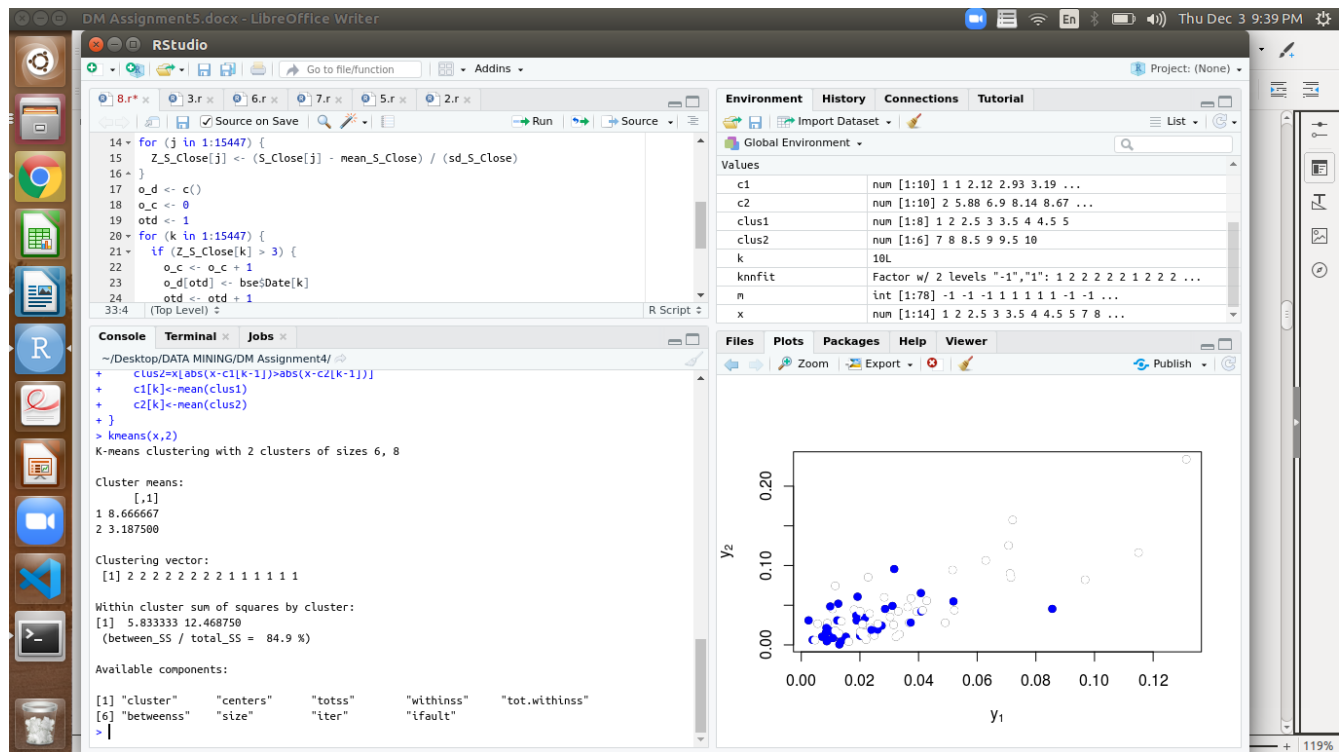 DM Assignment5.docx - LibreOffice Writer
En
Thu Dec 3 9:39 PM
RStudio
Go to file/function
Addins
Project: (None)
8.r*
3.r
6.r
7.r
5.r
2.r
Source on Save
Run
Source
14 for (j in 1:15447) {
15 Z_S_Close[j] <- (S_Close[j] - mean_S_Close) / (sd_S_Close)
16 }
17 o_d <- c()
18 o_c <- 0
19 otd <- 1
20 for (k in 1:15447) {
21 if (Z_S_Close[k] > 3) {
22 o_c <- o_c + 1
23 o_d[otd] <- bse$Date[k]
24 otd <- otd + 1
33:4 (Top Level) R Script
Console Terminal Jobs
~/Desktop/DATA MINING/DM Assignment4/
+ clus2=x[abs(x-c1[k-1])>abs(x-c2[k-1])]
+ c1[k]<-mean(clus1)
+ c2[k]<-mean(clus2)
+ }
> kmeans(x,2)
K-means clustering with 2 clusters of sizes 6, 8
Cluster means:
[,1]
1 8.666667
2 3.187500
Clustering vector:
[1] 2 2 2 2 2 2 2 2 1 1 1 1 1 1
Within cluster sum of squares by cluster:
[1] 5.833333 12.468750
(between_SS / total_SS = 84.9 %)
Available components:
[1] "cluster" "centers" "totss" "withinss" "tot.withinss"
[6] "betweenss" "size" "iter" "ifault"
>
Environment History Connections Tutorial
Import Dataset
List
R
Global Environment
Values
c1 num [1:10] 1 1 2.12 2.93 3.19 ...
c2 num [1:10] 2 5.88 6.9 8.14 8.67 ...
clus1 num [1:8] 1 2 2.5 3 3.5 4 4.5 5
clus2 num [1:6] 7 8 8.5 9 9.5 10
k 10L
knnfit Factor w/ 2 levels "-1","1": 1 2 2 2 2 2 1 2 2 2 ...
m int [1:78] -1 -1 -1 1 1 1 1 1 -1 -1 ...
x num [1:14] 1 2 2.5 3 3.5 4 4.5 5 7 8 ...
Files Plots Packages Help Viewer
Zoom
Export
Publish
y2
0.20
0.10
0.00
0.00 0.02 0.04 0.06 0.08 0.10 0.12
y1
119%